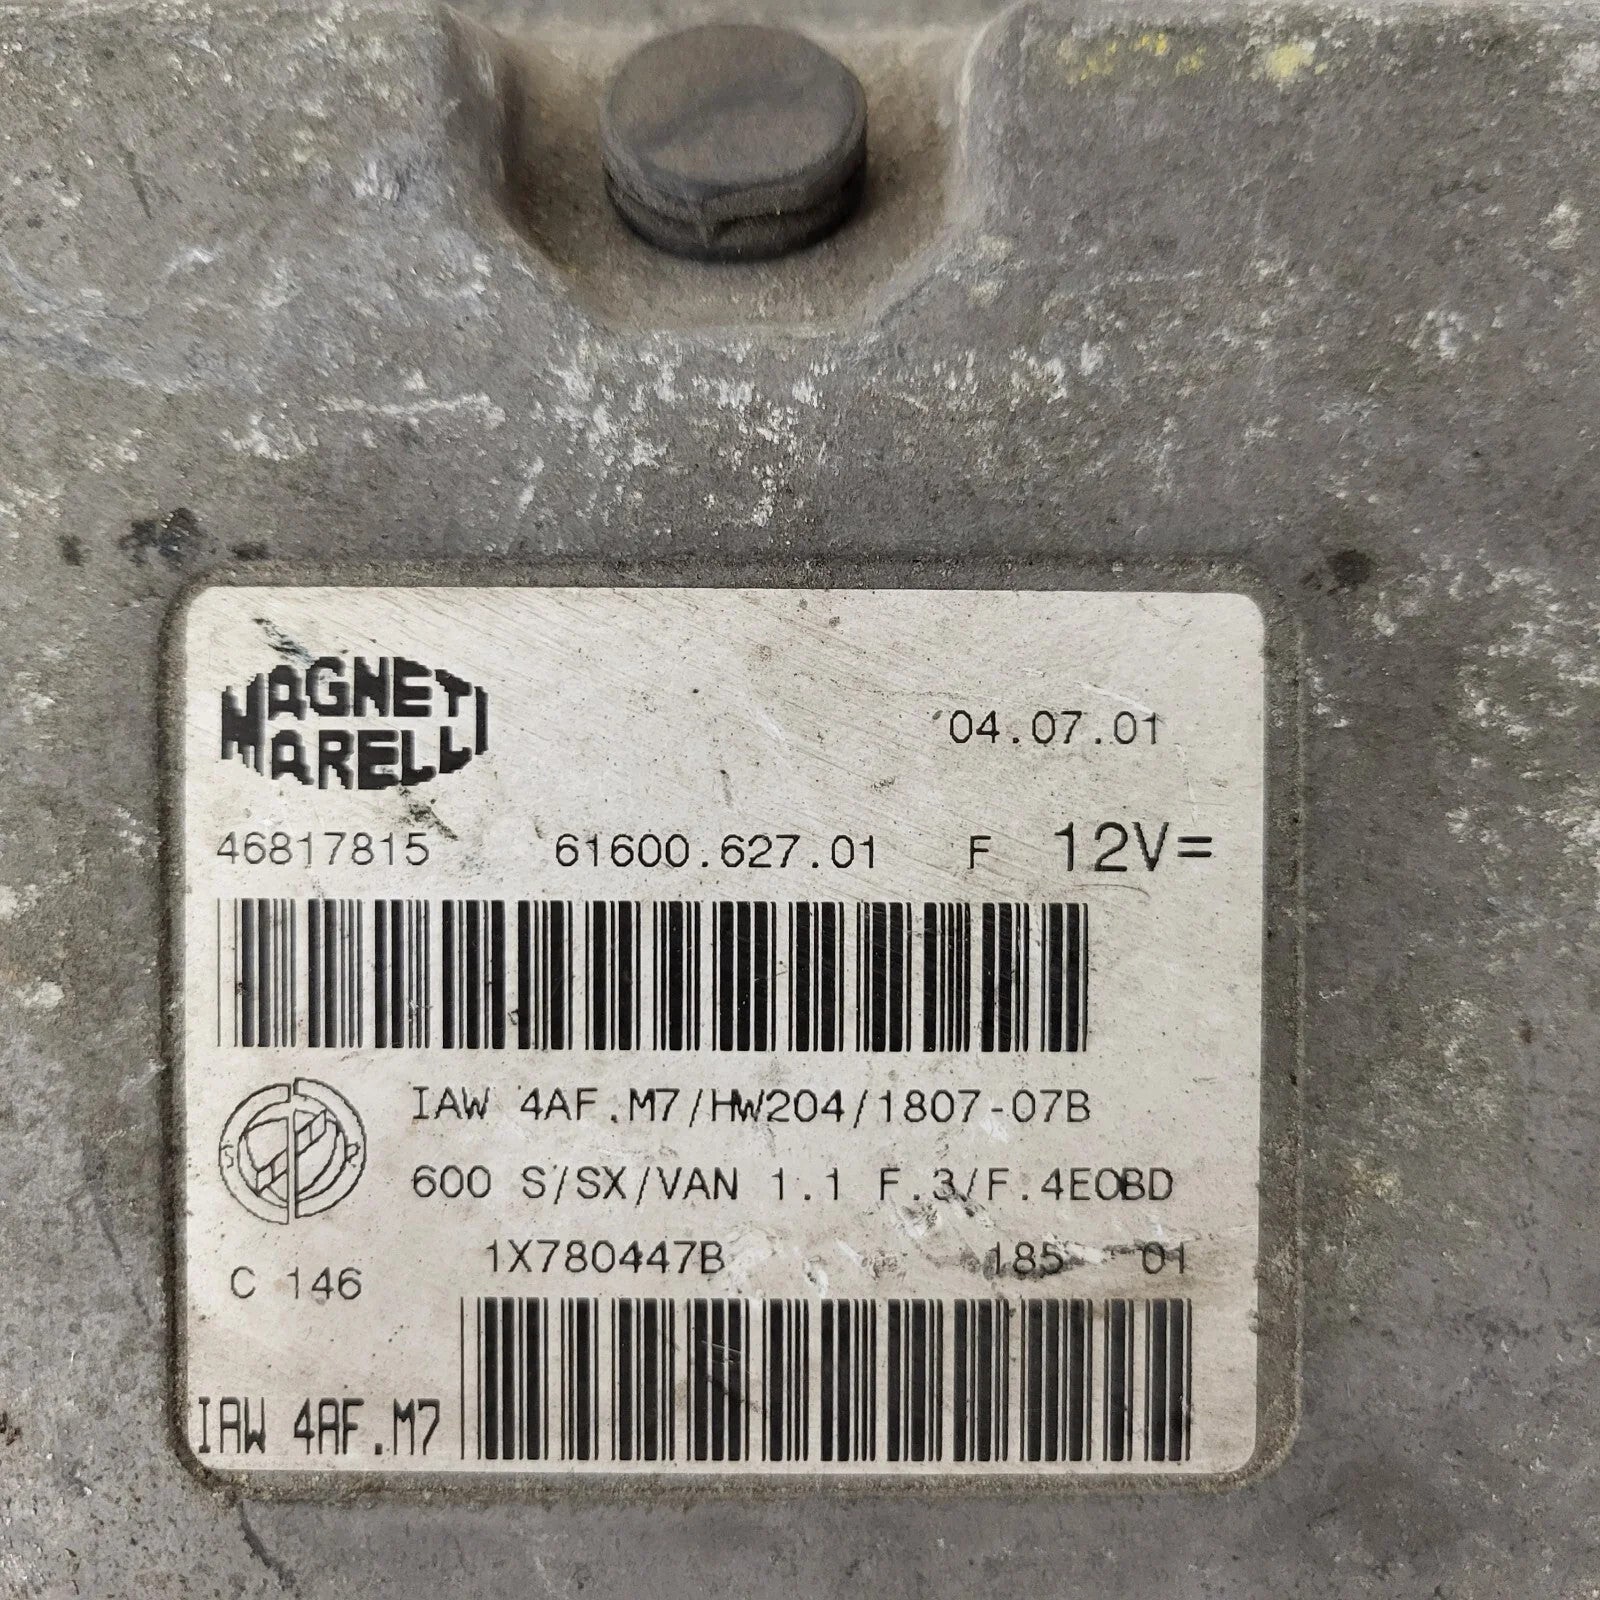 MAGNETI
MARELLI
04.07.01
46817815 61600.627.01 F 12V=
IAW 4AF.M7/HW204/1807-07B
S R
600 S/SX/VAN 1.1 F.3/F.4EOBD
C 146 1X780447B 185 01
IAW 4AF.M7